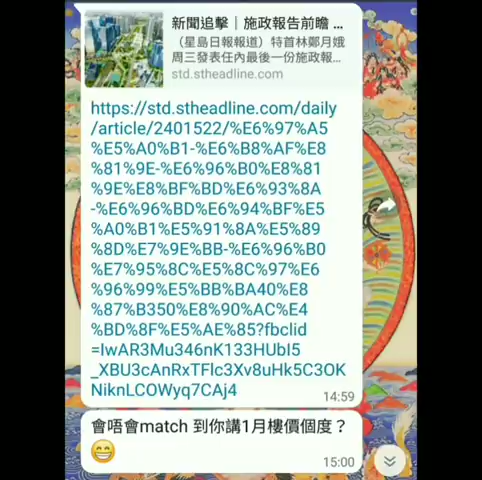 新聞追擊｜施政報告前瞻 ...
（星島日報報道）特首林鄭月娥
周三發表任內最後一份施政報...
std.stheadline.com
https://std.stheadline.com/daily
/article/2401522/%E6%97%A5
%E5%A0%B1-%E6%B8%AF%E8
%81%9E-%E6%96%B0%E8%81
%9E%E8%BF%BD%E6%93%8A
-%E6%96%BD%E6%94%BF%E5
%A0%B1%E5%91%8A%E5%89
%8D%E7%9E%BB-%E6%96%B0
%E7%95%8C%E5%8C%97%E6
%96%99%E5%BB%BA40%E8
%87%B350%E8%90%AC%E4
%BD%8F%E5%AE%85?fbclid
=IwAR3Mu346nK133HUbI5
_XBU3cAnRxTFlc3Xv8uHk5C3OK
NiknLCOWyq7CAj4
14:59
會唔會match 到你講1月樓價個度？
😁
15:00